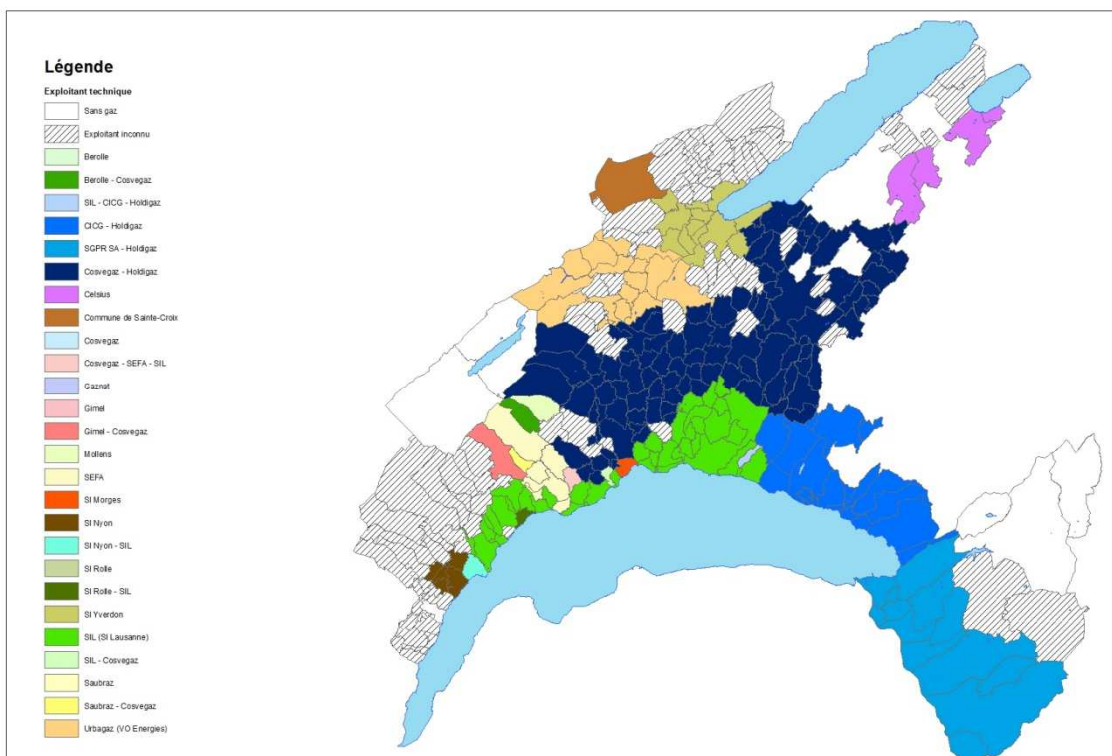 Légende
Exploitant technique
Sans gaz
Exploitant inconnu
Berolle
Berolle - Cosvegaz
SIL - CICG - Holdigaz
CICG - Holdigaz
SGPR SA - Holdigaz
Cosvegaz - Holdigaz
Celsius
Commune de Sainte-Croix
Cosvegaz
Cosvegaz - SEFA - SIL
Gaznat
Gimel
Gimel - Cosvegaz
Mollens
SEFA
SI Morges
SI Nyon
SI Nyon - SIL
SI Rolle
SI Rolle - SIL
SI Yverdon
SIL (SI Lausanne)
SIL - Cosvegaz
Saubraz
Saubraz - Cosvegaz
Urbagaz (VO Energies)